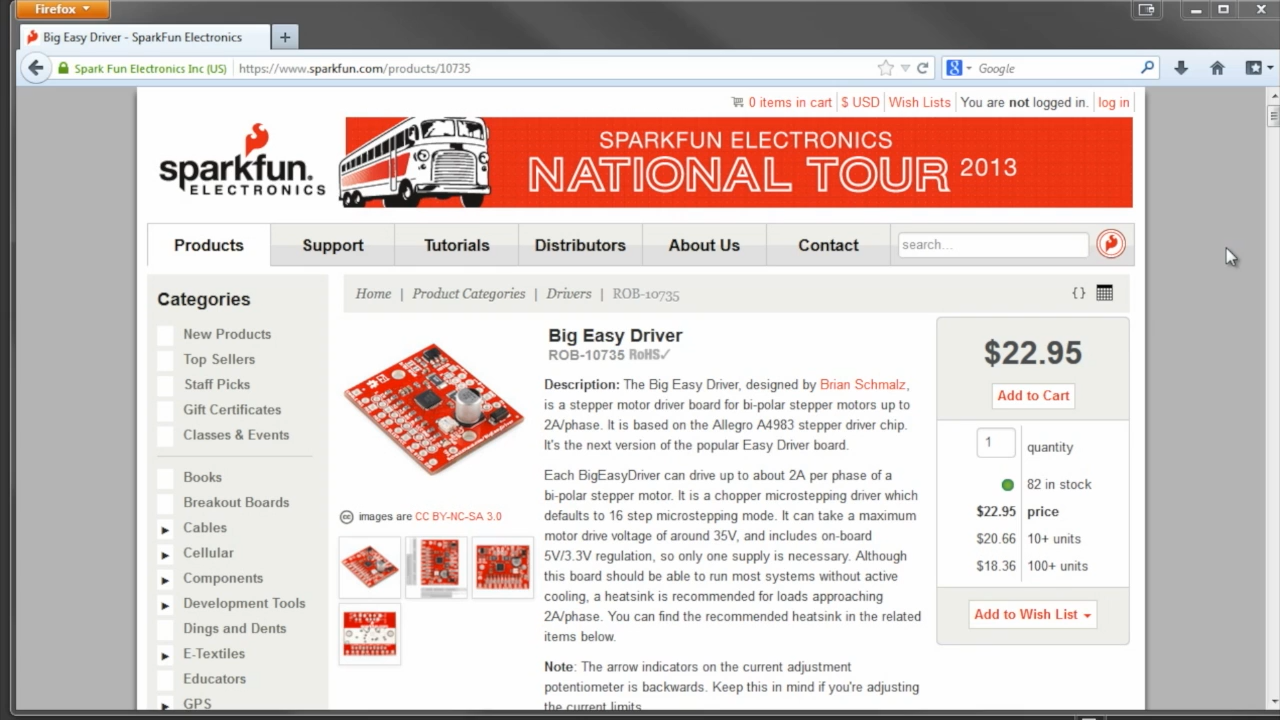 Firefox
Big Easy Driver - SparkFun Electronics
Spark Fun Electronics Inc (US) https://www.sparkfun.com/products/10735
Google
0 items in cart $ USD Wish Lists You are not logged in. log in
sparkfun.
ELECTRONICS
SPARKFUN ELECTRONICS
NATIONAL TOUR 2013
Products Support Tutorials Distributors About Us Contact search...
Categories
New Products
Top Sellers
Staff Picks
Gift Certificates
Classes & Events
Books
Breakout Boards
Cables
Cellular
Components
Development Tools
Dings and Dents
E-Textiles
Educators
GPS
Home | Product Categories | Drivers | ROB-10735
{ }
images are CC BY-NC-SA 3.0
Big Easy Driver
ROB-10735 RoHS✓
Description: The Big Easy Driver, designed by Brian Schmalz,
is a stepper motor driver board for bi-polar stepper motors up to
2A/phase. It is based on the Allegro A4983 stepper driver chip.
It's the next version of the popular Easy Driver board.
Each BigEasyDriver can drive up to about 2A per phase of a
bi-polar stepper motor. It is a chopper microstepping driver which
defaults to 16 step microstepping mode. It can take a maximum
motor drive voltage of around 35V, and includes on-board
5V/3.3V regulation, so only one supply is necessary. Although
this board should be able to run most systems without active
cooling, a heatsink is recommended for loads approaching
2A/phase. You can find the recommended heatsink in the related
items below.
Note: The arrow indicators on the current adjustment
potentiometer is backwards. Keep this in mind if you're adjusting
the current limits.
$22.95
Add to Cart
1 quantity
82 in stock
$22.95 price
$20.66 10+ units
$18.36 100+ units
Add to Wish List